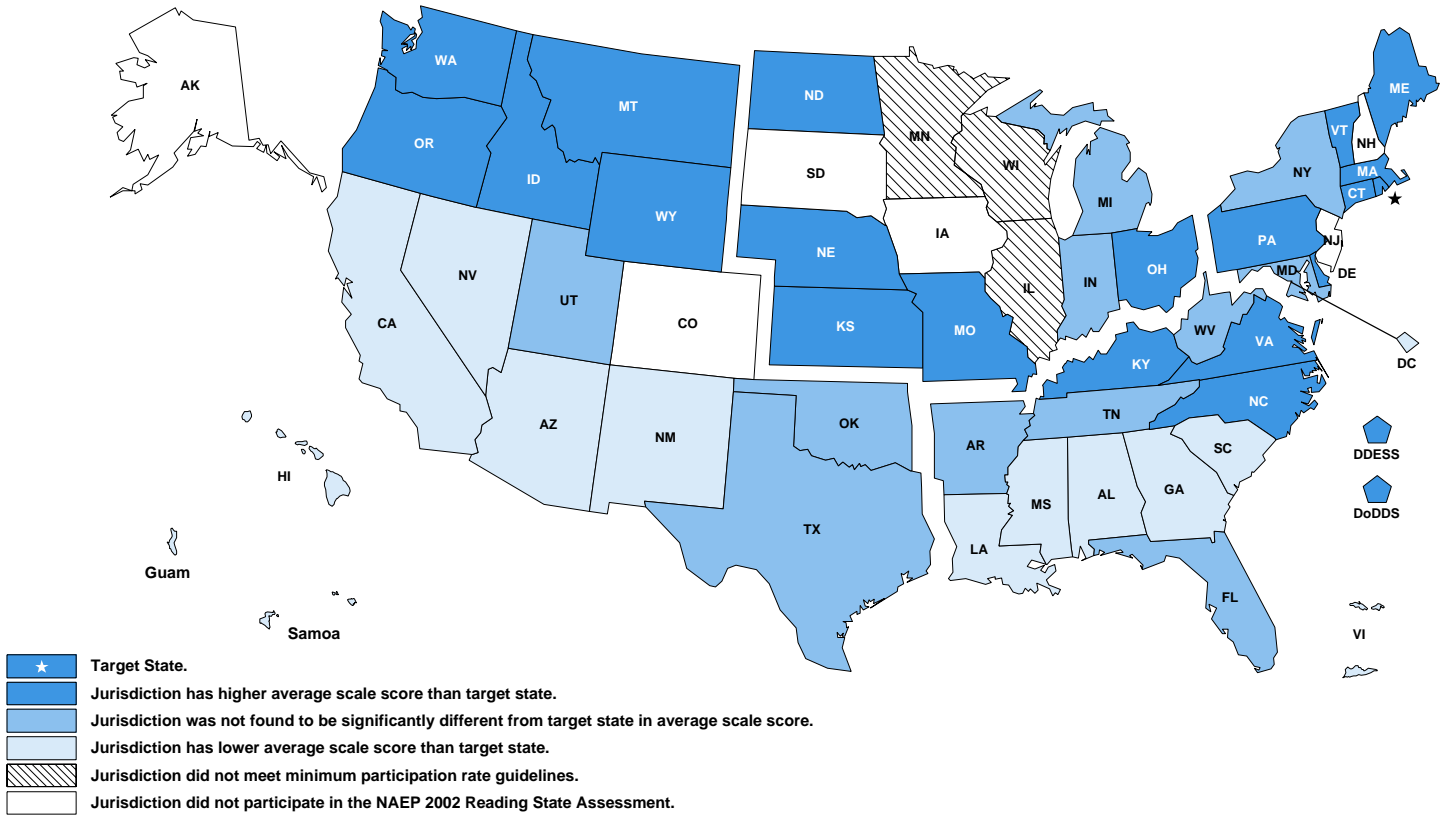 AK
WA
MT
ND
MN
ME
VT
NH
OR
ID
SD
WI
NY
MA
CT
WY
MI
IA
NE
PA
NJ
NV
UT
CO
IL
IN
OH
MD
DE
CA
KS
MO
WV
VA
KY
DC
AZ
NM
OK
AR
TN
NC
SC
DDESS
HI
TX
LA
MS
AL
GA
DoDDS
Guam
FL
Samoa
VI
Target State.
Jurisdiction has higher average scale score than target state.
Jurisdiction was not found to be significantly different from target state in average scale score.
Jurisdiction has lower average scale score than target state.
Jurisdiction did not meet minimum participation rate guidelines.
Jurisdiction did not participate in the NAEP 2002 Reading State Assessment.